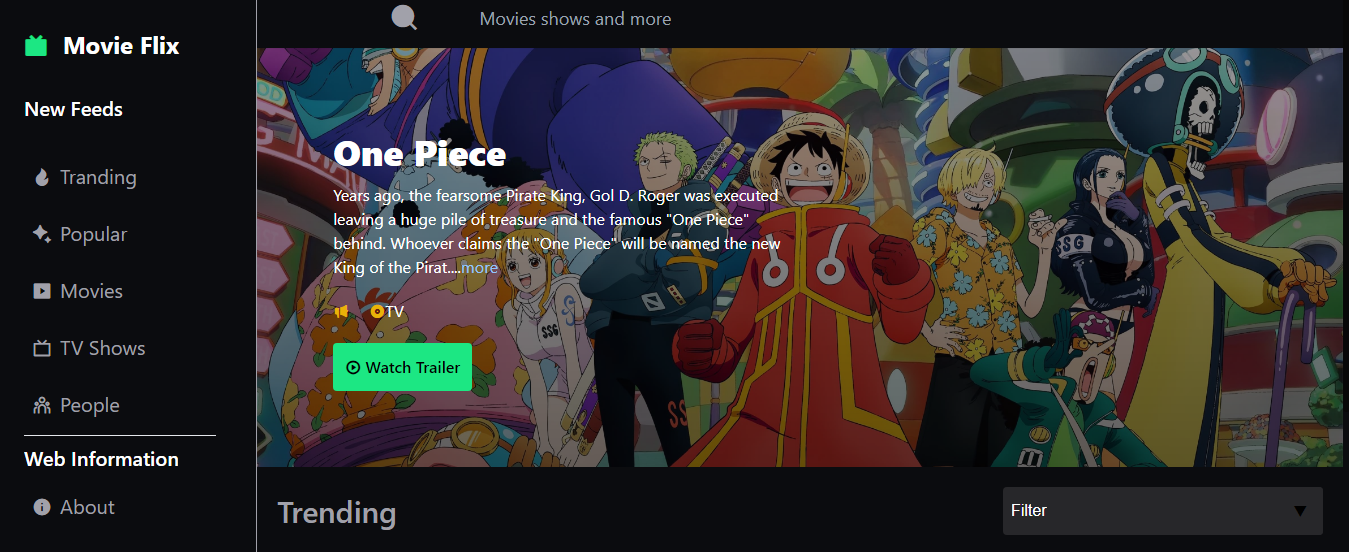 Movie Flix
New Feeds
Tranding
Popular
Movies
TV Shows
People
Web Information
About
Movies shows and more
One Piece
Years ago, the fearsome Pirate King, Gol D. Roger was executed
leaving a huge pile of treasure and the famous "One Piece"
behind. Whoever claims the "One Piece" will be named the new
King of the Pirat....more
TV
Watch Trailer
SSG
SSG
SSG
Trending
Filter